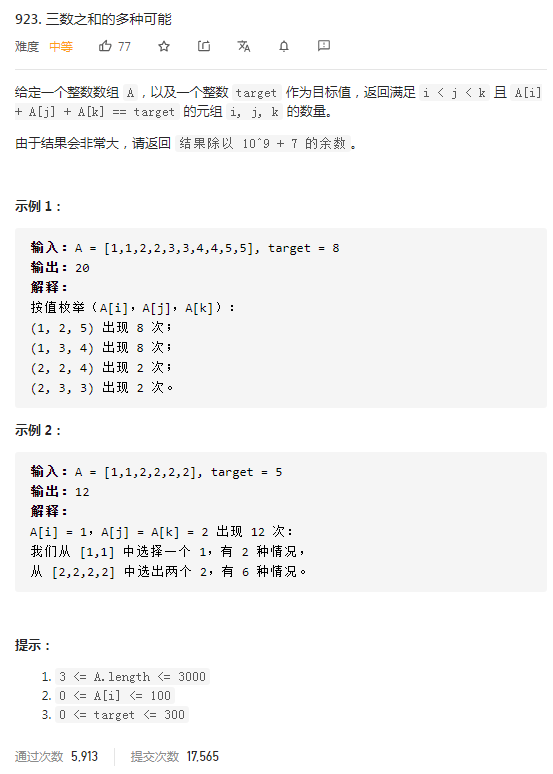 923. 三数之和的多种可能
难度 中等 77
给定一个整数数组 A ，以及一个整数 target 作为目标值，返回满足 i < j < k 且 A[i]
+ A[j] + A[k] == target 的元组 i, j, k 的数量。
由于结果会非常大，请返回 结果除以 10^9 + 7 的余数。
示例 1：
输入：A = [1,1,2,2,3,3,4,4,5,5], target = 8
输出：20
解释：
按值枚举（A[i]，A[j]，A[k]）：
(1, 2, 5) 出现 8 次；
(1, 3, 4) 出现 8 次；
(2, 2, 4) 出现 2 次；
(2, 3, 3) 出现 2 次。
示例 2：
输入：A = [1,1,2,2,2,2], target = 5
输出：12
解释：
A[i] = 1，A[j] = A[k] = 2 出现 12 次：
我们从 [1,1] 中选择一个 1，有 2 种情况，
从 [2,2,2,2] 中选出两个 2，有 6 种情况。
提示：
1. 3 <= A.length <= 3000
2. 0 <= A[i] <= 100
3. 0 <= target <= 300
通过次数 5,913 提交次数 17,565